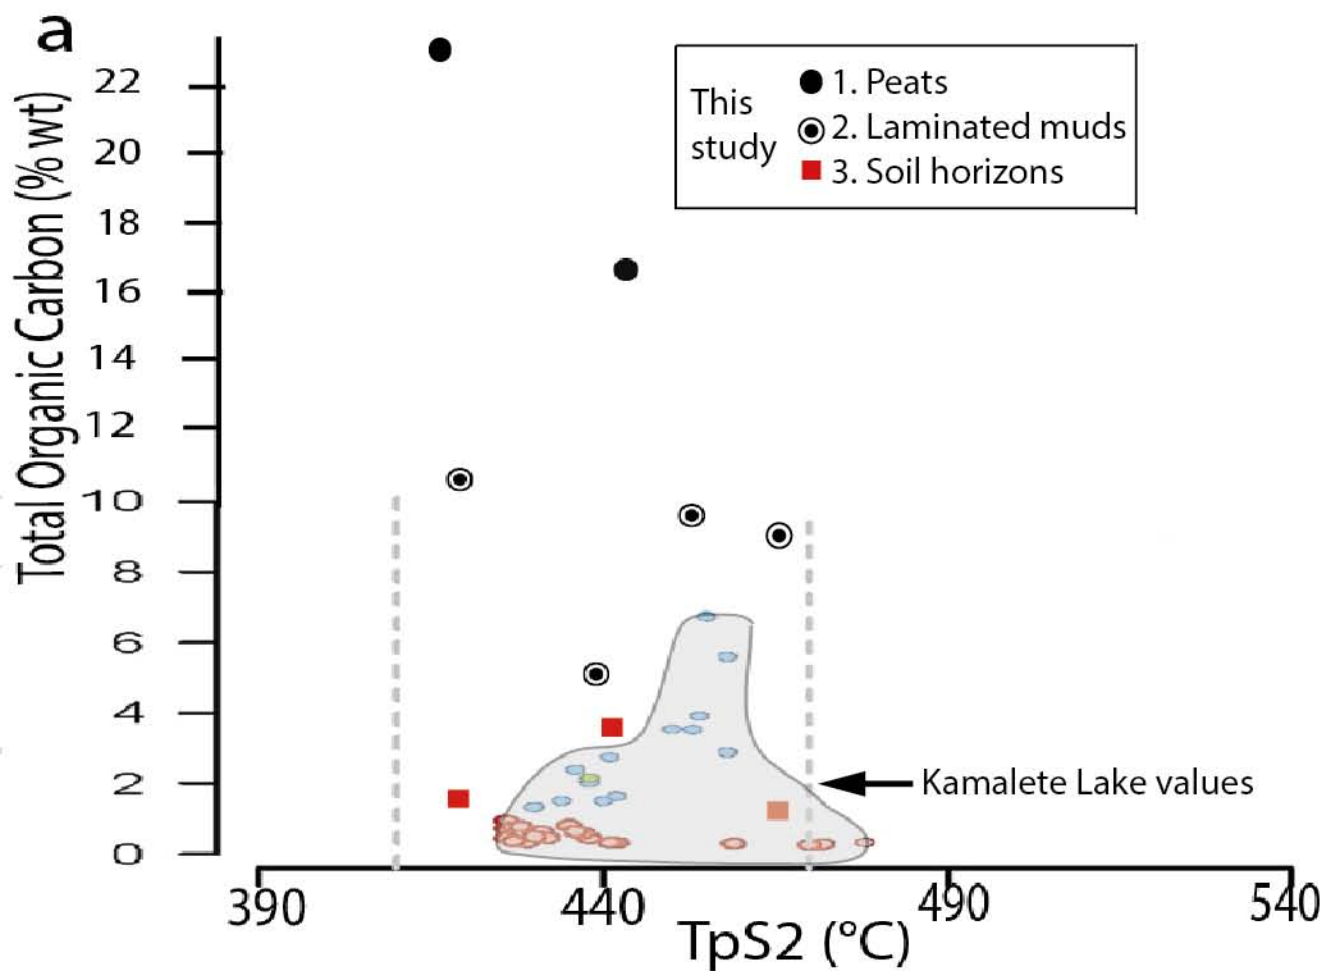 a
Total Organic Carbon (% wt)
22
20
18
16
14
12
10
8
6
4
2
0
This
study
1. Peats
2. Laminated muds
3. Soil horizons
Kamalete Lake values
390
440
490
540
TpS2 (°C)